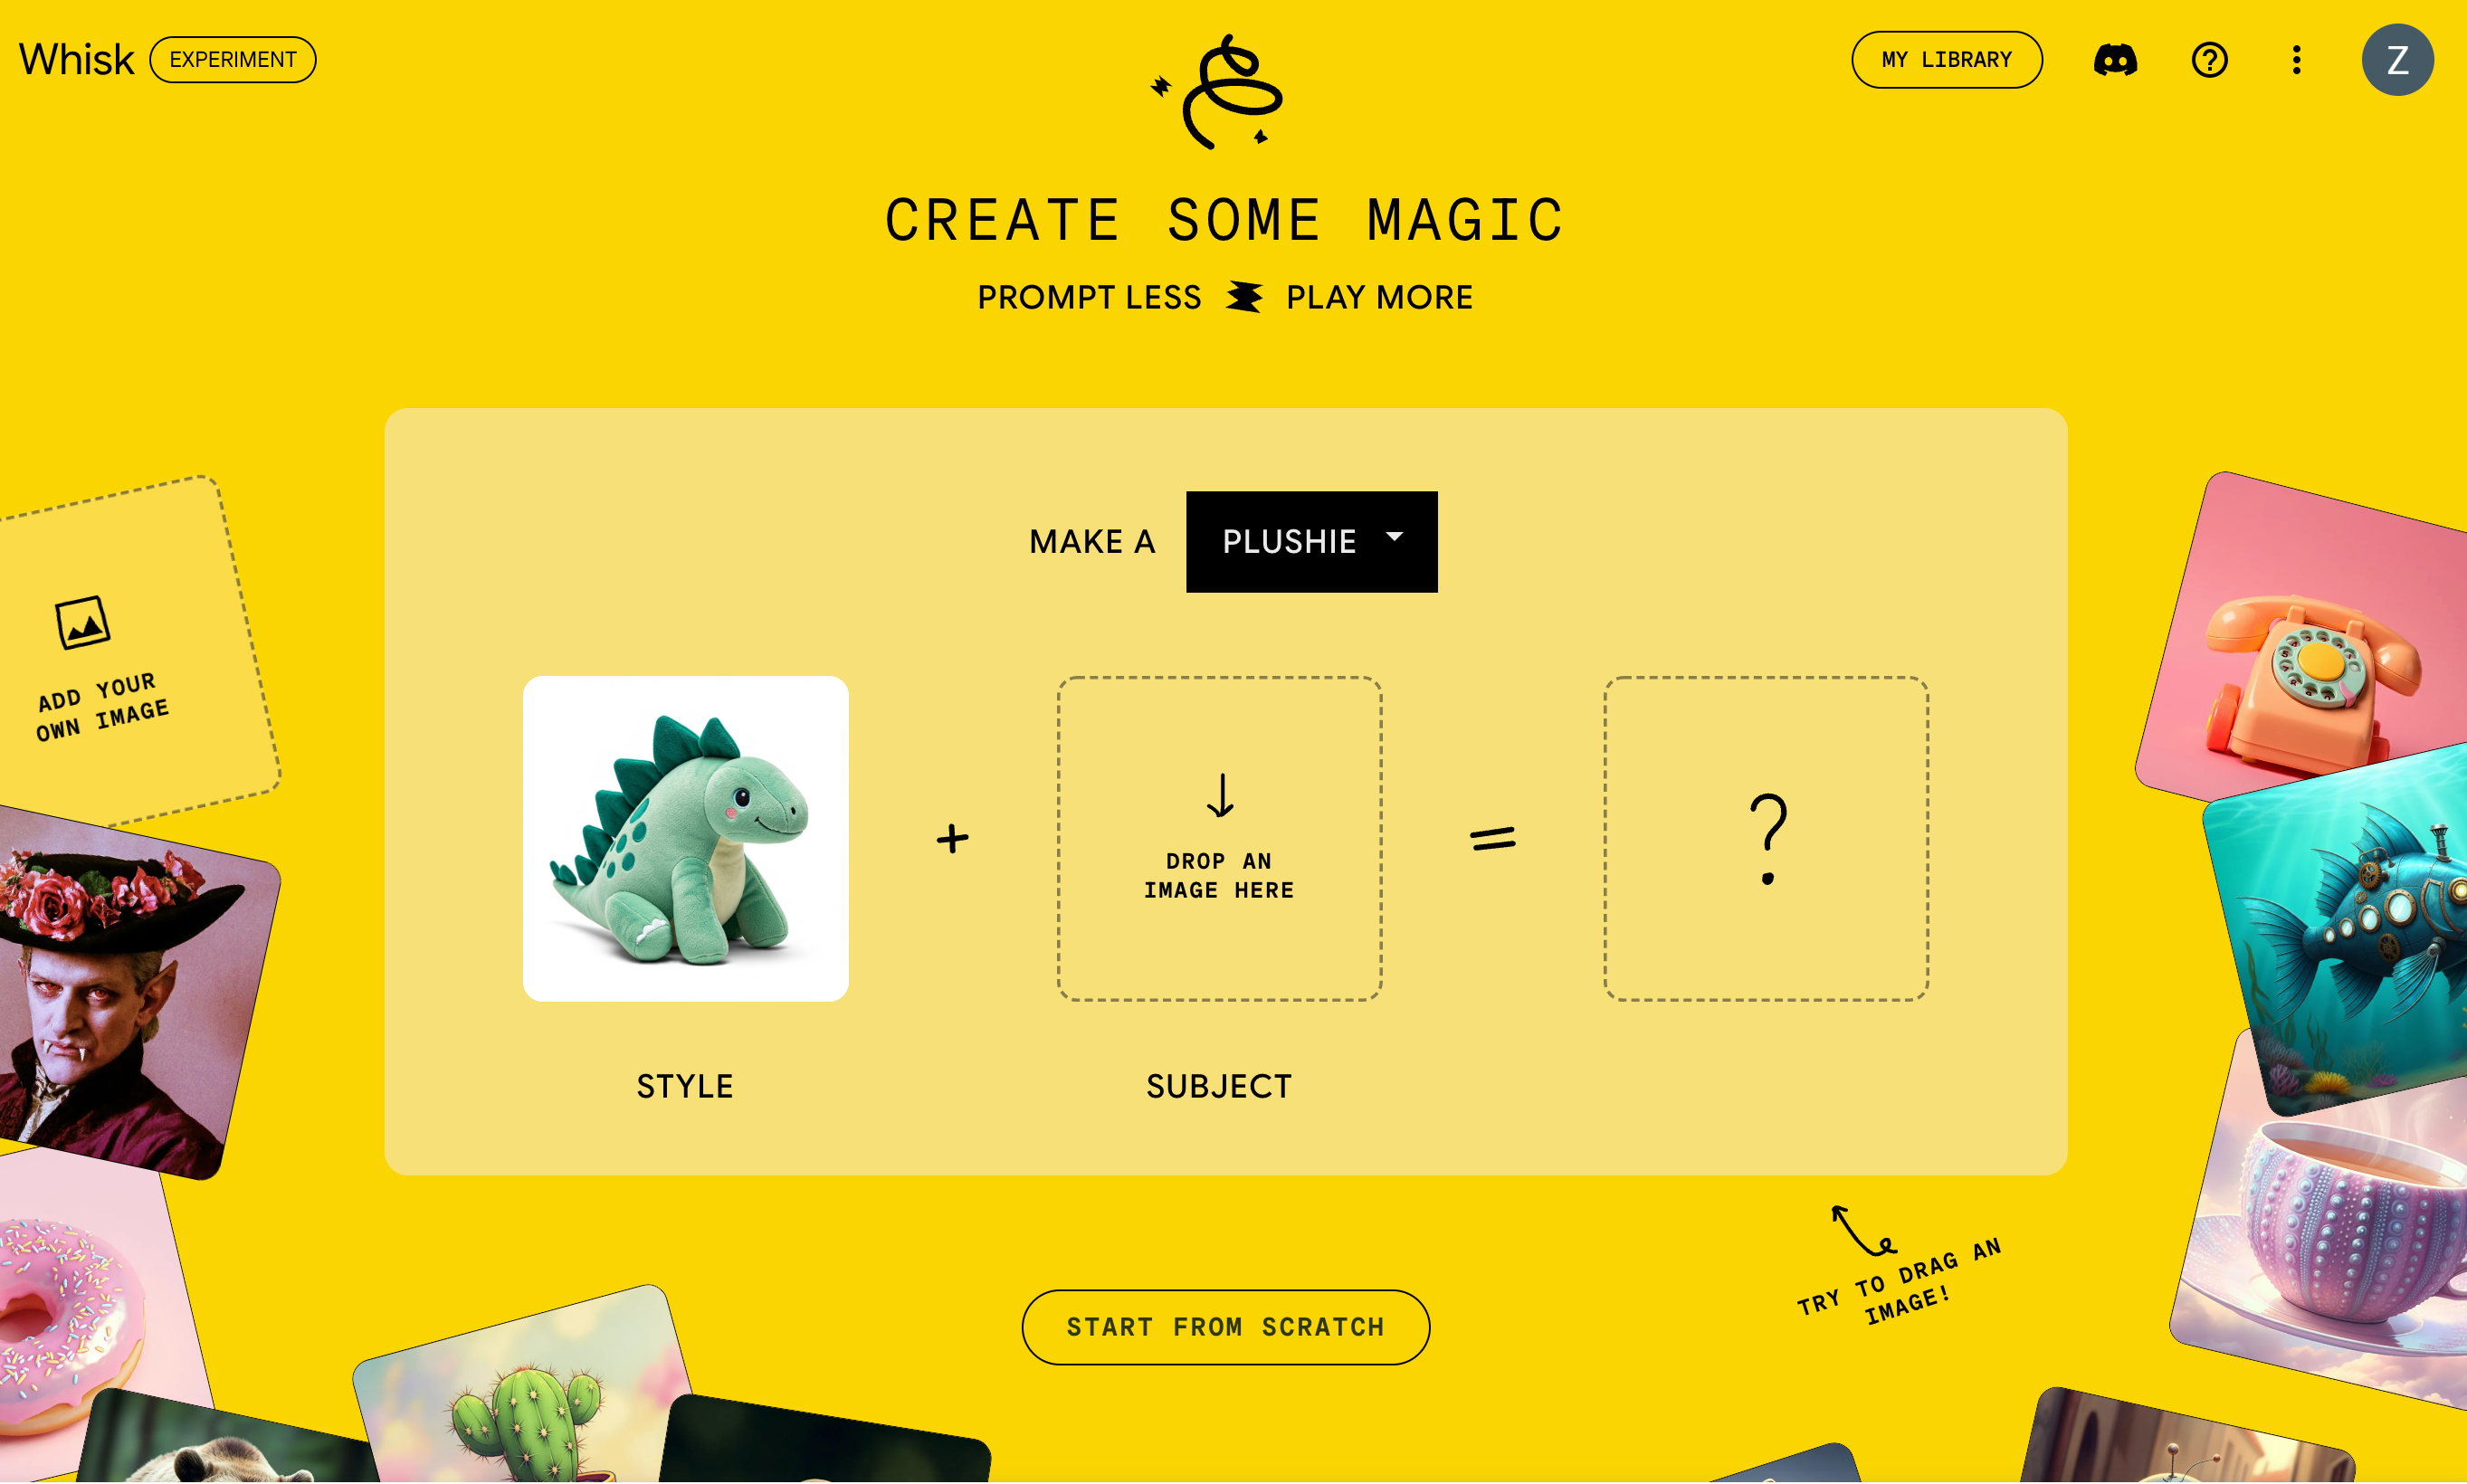 Whisk
EXPERIMENT
MY LIBRARY
Z
CREATE SOME MAGIC
PROMPT LESS
PLAY MORE
MAKE A
PLUSHIE
ADD YOUR
OWN IMAGE
+
DROP AN
IMAGE HERE
=
?
STYLE
SUBJECT
TRY TO DRAG AN
IMAGE!
START FROM SCRATCH